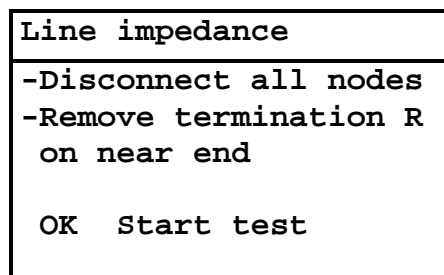 Line impedance
-Disconnect all nodes
-Remove termination R
on near end
OK Start test